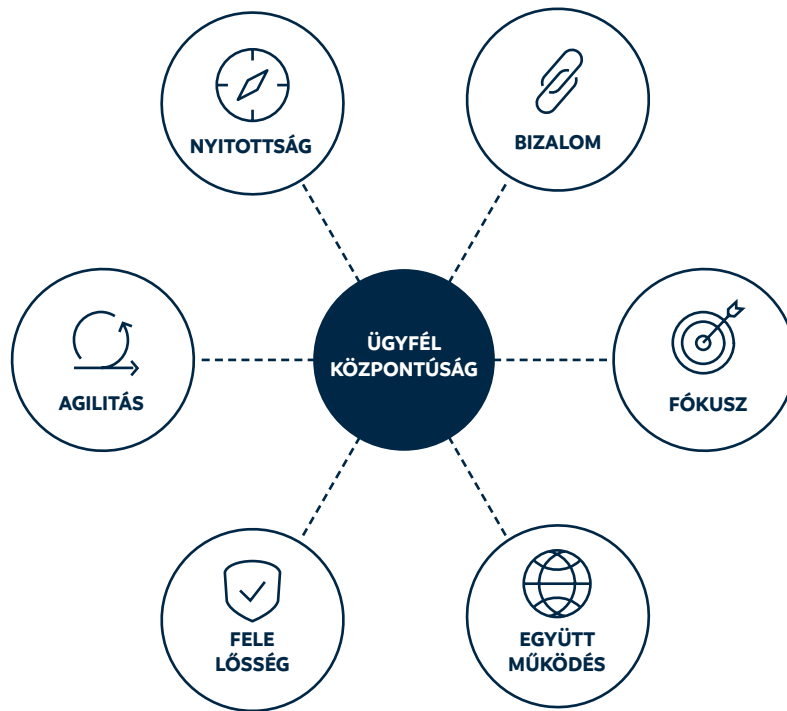 NYITOTTSÁG
BIZALOM
ÜGYFÉL
KÖZPONTÚSÁG
AGILITÁS
FÓKUSZ
FELE
LŐSSÉG
EGYÜTT
MŰKÖDÉS